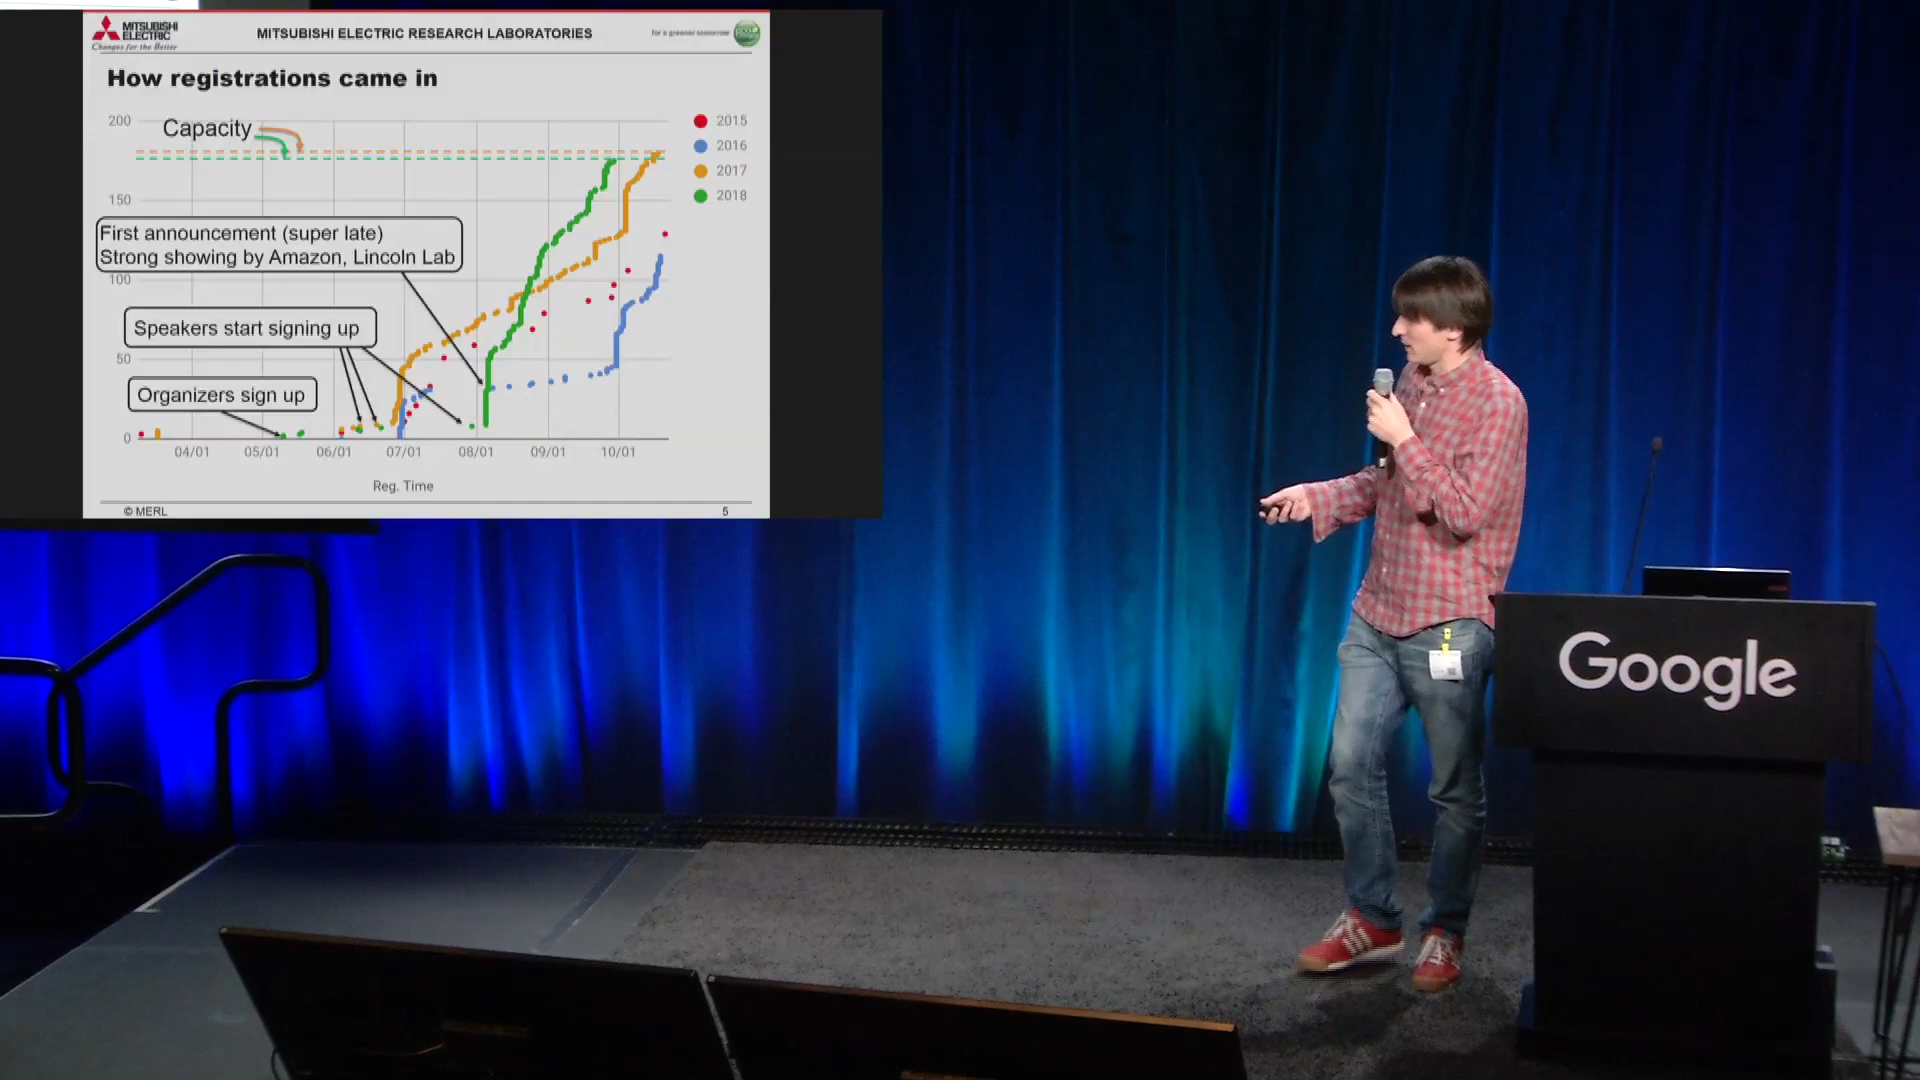 MITSUBISHI
ELECTRIC
Changes for the Better
MITSUBISHI ELECTRIC RESEARCH LABORATORIES
for a greener tomorrow
How registrations came in
200
Capacity
2015
2016
2017
2018
150
First announcement (super late)
Strong showing by Amazon, Lincoln Lab
100
Speakers start signing up
50
Organizers sign up
0
04/01 05/01 06/01 07/01 08/01 09/01 10/01
Reg. Time
© MERL 5
Google